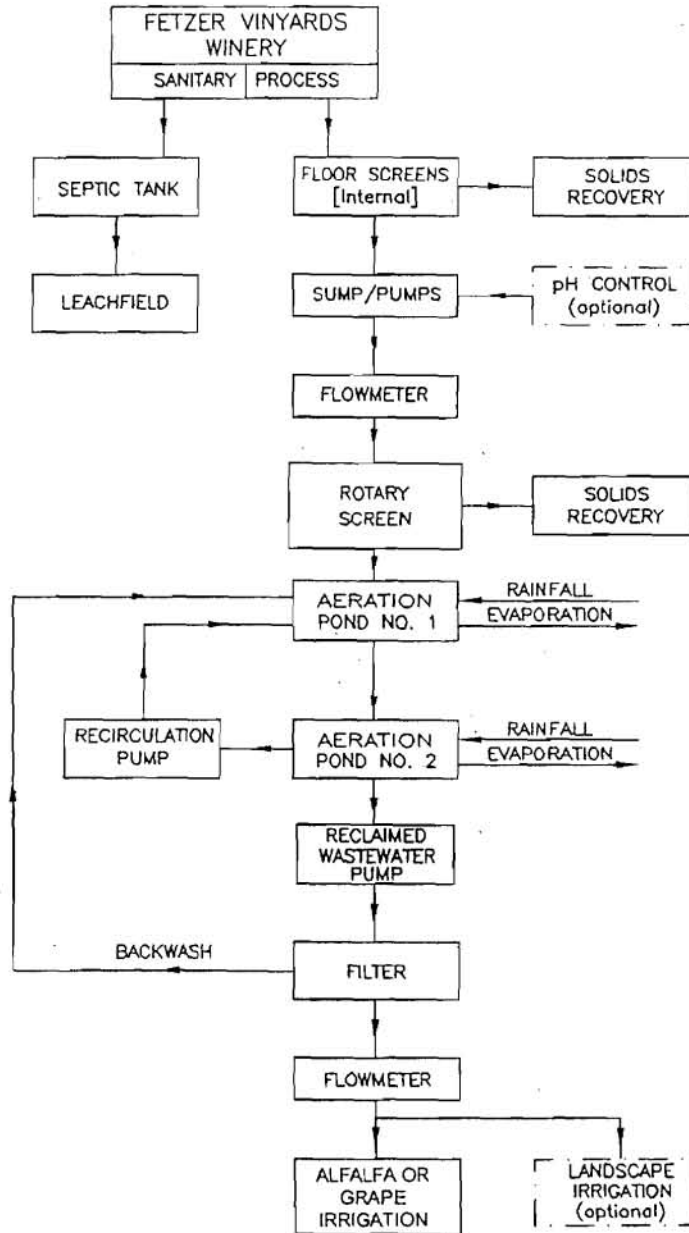 FETZER VINYARDS
WINERY
SANITARY PROCESS
SEPTIC TANK
FLOOR SCREENS
[Internal]
SOLIDS
RECOVERY
LEACHFIELD
SUMP/PUMPS
pH CONTROL
(optional)
FLOWMETER
ROTARY
SCREEN
SOLIDS
RECOVERY
AERATION
POND NO. 1
RAINFALL
EVAPORATION
RECIRCULATION
PUMP
AERATION
POND NO. 2
RAINFALL
EVAPORATION
RECLAIMED
WASTEWATER
PUMP
BACKWASH
FILTER
FLOWMETER
ALFALFA OR
GRAPE
IRRIGATION
LANDSCAPE
IRRIGATION
(optional)